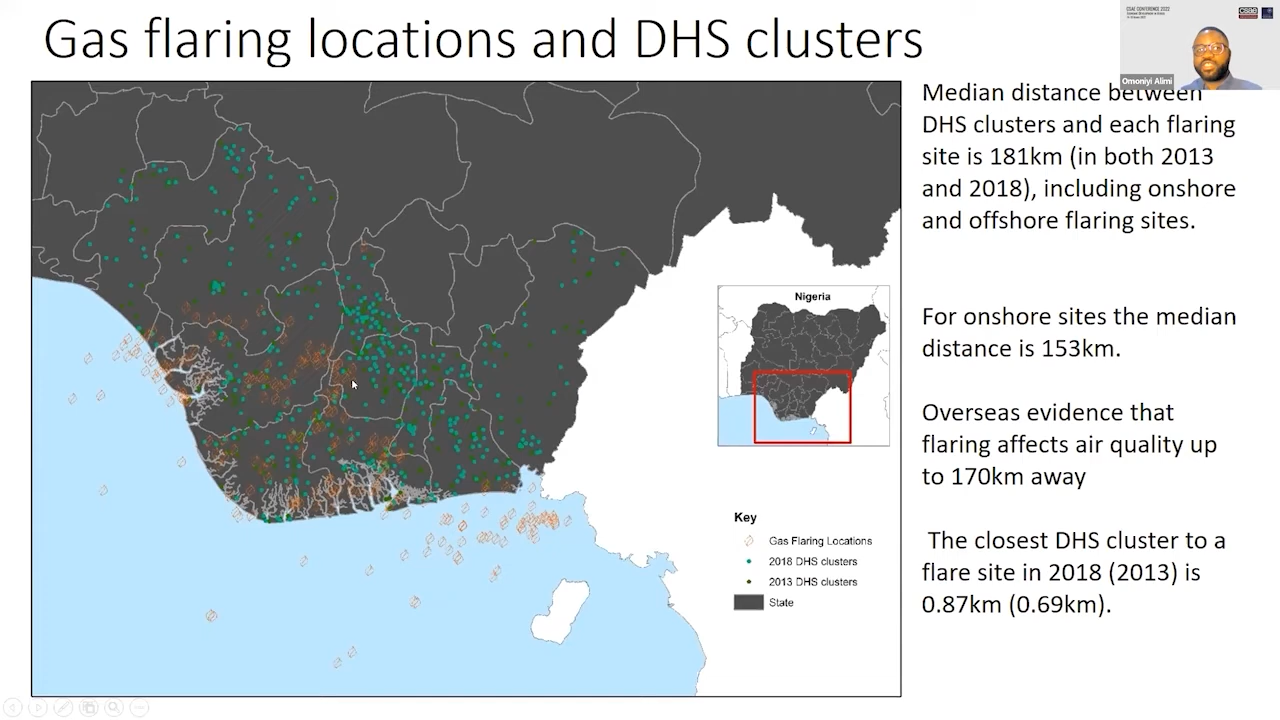 Gas flaring locations and DHS clusters
CSAE CONFERENCE 2022
Omoniyi Alimi
Median distance between
DHS clusters and each flaring
site is 181km (in both 2013
and 2018), including onshore
and offshore flaring sites.
For onshore sites the median
distance is 153km.
Overseas evidence that
flaring affects air quality up
to 170km away
The closest DHS cluster to a
flare site in 2018 (2013) is
0.87km (0.69km).
Nigeria
Key
Gas Flaring Locations
2018 DHS clusters
2013 DHS clusters
State